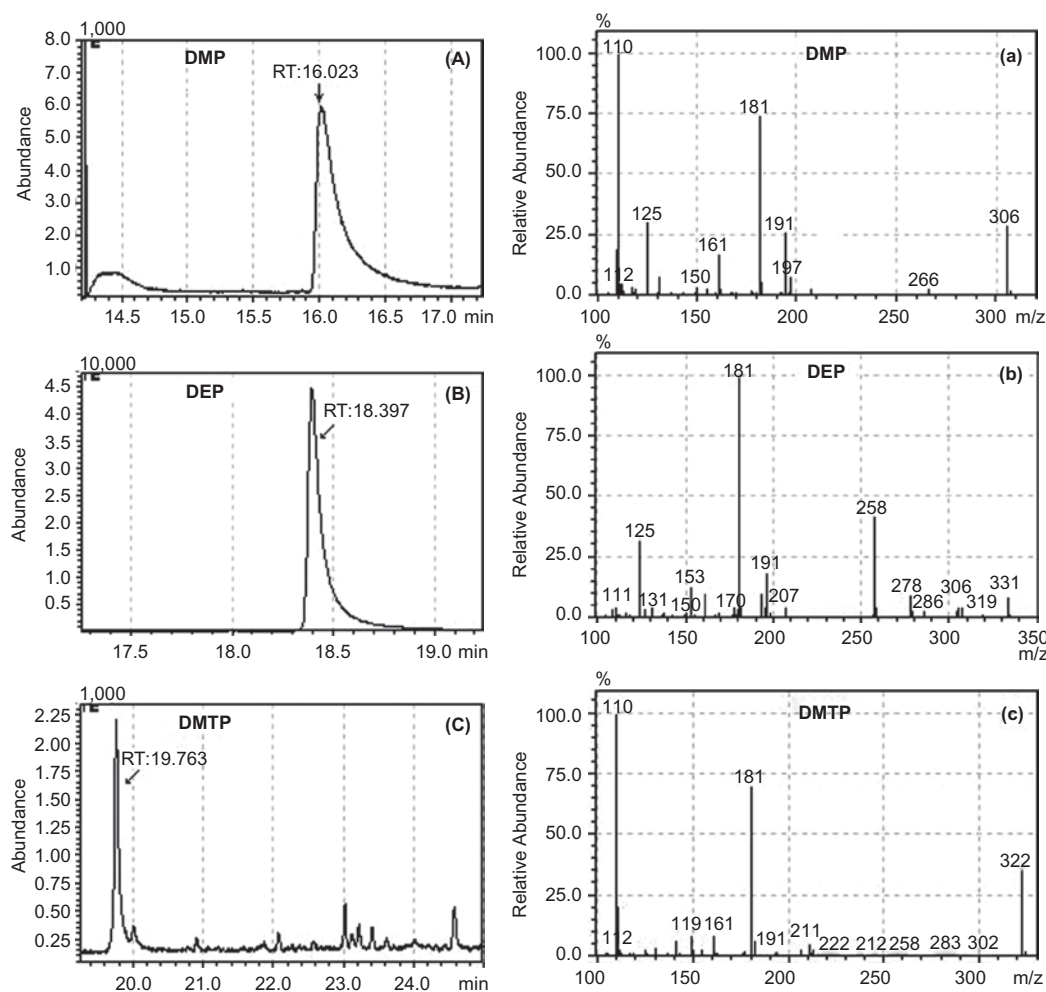 1,000
8.0
7.0
6.0
5.0
4.0
3.0
2.0
1.0
Abundance
DMP
(A)
RT:16.023
14.5 15.0 15.5 16.0 16.5 17.0 min
%
100.0
75.0
50.0
25.0
0.0
Relative Abundance
DMP
(a)
110
181
125
191
161
197
112
150
266
306
100 150 200 250 300 m/z
10,000
4.5
4.0
3.5
3.0
2.5
2.0
1.5
1.0
0.5
Abundance
DEP
(B)
RT:18.397
17.5 18.0 18.5 19.0 min
%
100.0
75.0
50.0
25.0
0.0
Relative Abundance
DEP
(b)
181
258
125
191
153
111
131
150
170
207
278
286
306
319
331
100 150 200 250 300 350
m/z
1,000
2.25
2.00
1.75
1.50
1.25
1.00
0.75
0.50
0.25
Abundance
DMTP
(C)
RT:19.763
20.0 21.0 22.0 23.0 24.0 min
%
100.0
75.0
50.0
25.0
0.0
Relative Abundance
DMTP
(c)
110
181
322
119 161
112
191
211
222 212 258 283 302
100 150 200 250 300 m/z